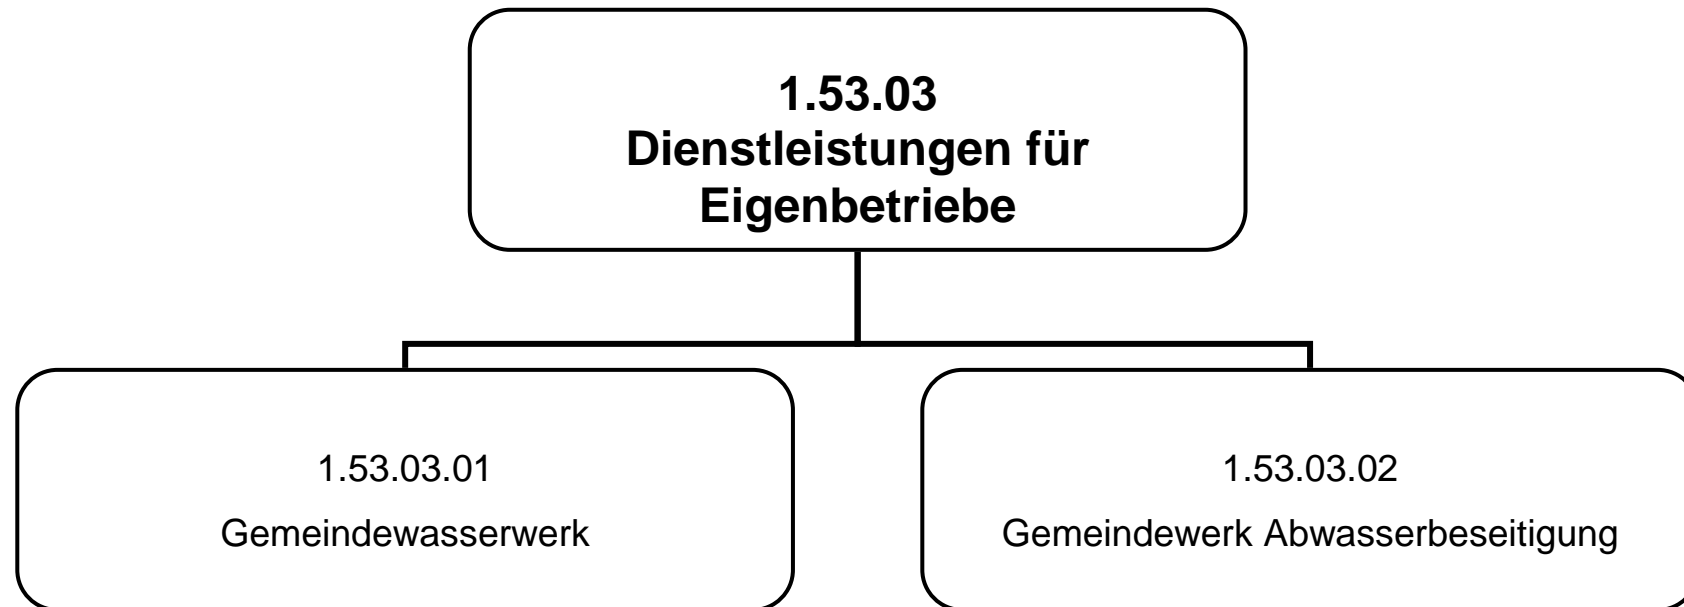 1.53.03
Dienstleistungen für
Eigenbetriebe
1.53.03.01
Gemeindewasserwerk
1.53.03.02
Gemeindewerk Abwasserbeseitigung